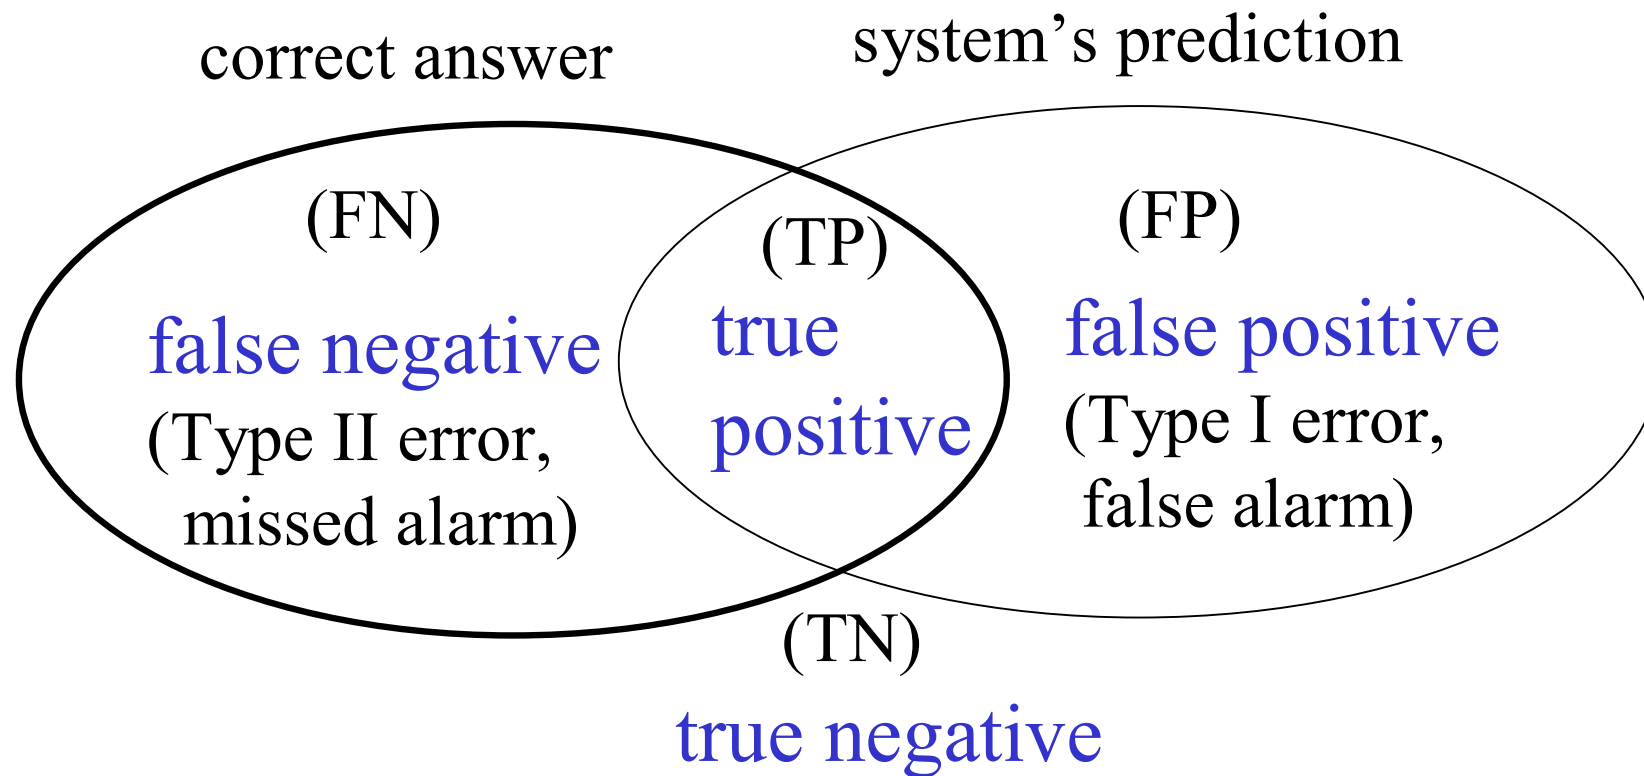 correct answer
system’s prediction
(FN)
false negative
(Type II error,
missed alarm)
(TP)
true
positive
(FP)
false positive
(Type I error,
false alarm)
(TN)
true negative